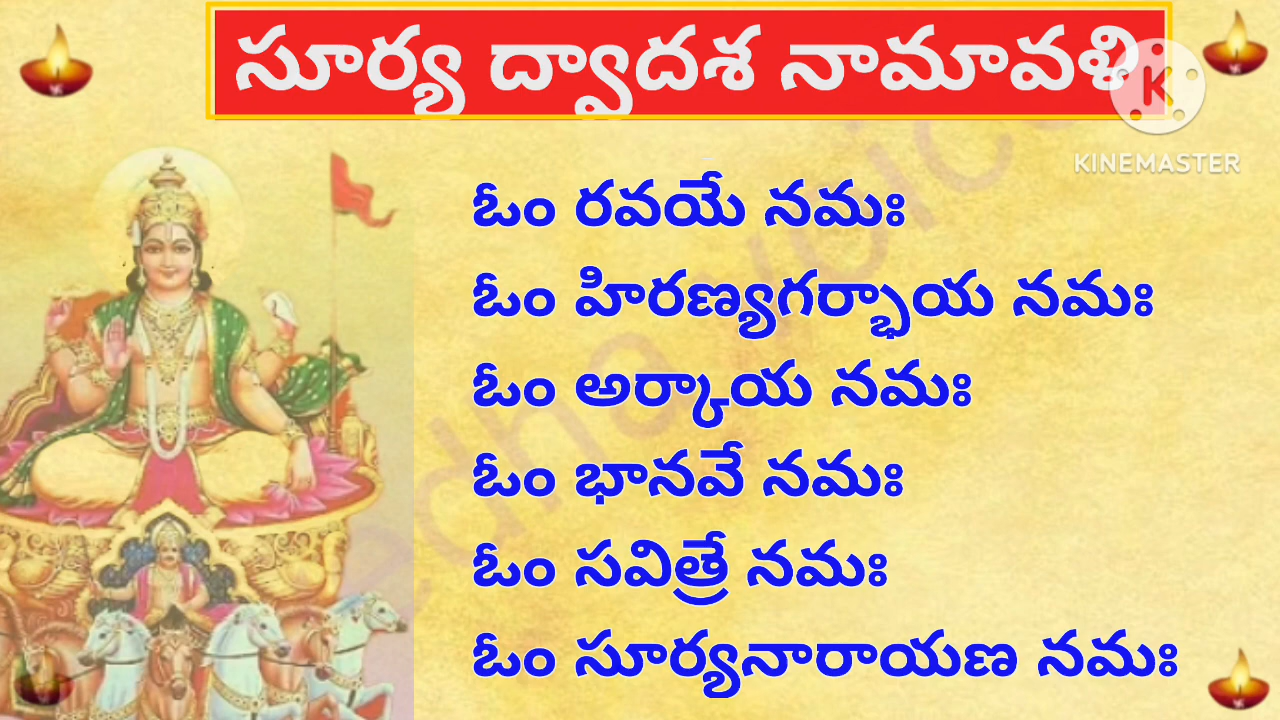 సూర్య ద్వాదశ నామావళి
KINEMASTER
ఓం రవయే నమః
ఓం హిరణ్యగర్భాయ నమః
ఓం అర్కాయ నమః
ఓం భానవే నమః
ఓం సవిత్రే నమః
ఓం సూర్యనారాయణ నమః